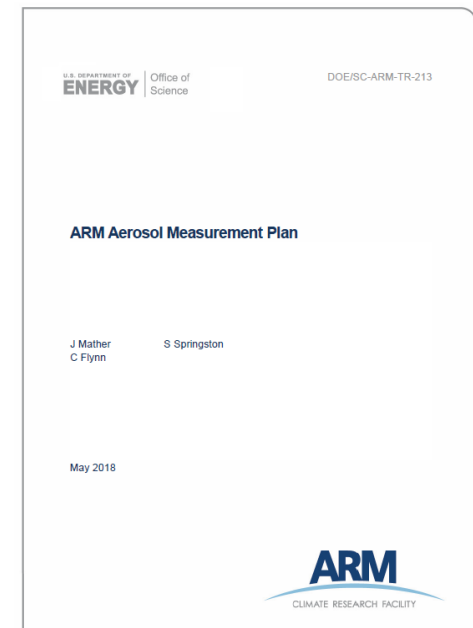 U.S. DEPARTMENT OF
ENERGY
Office of
Science
DOE/SC-ARM-TR-213
ARM Aerosol Measurement Plan
J Mather S Springston
C Flynn
May 2018
ARM
CLIMATE RESEARCH FACILITY